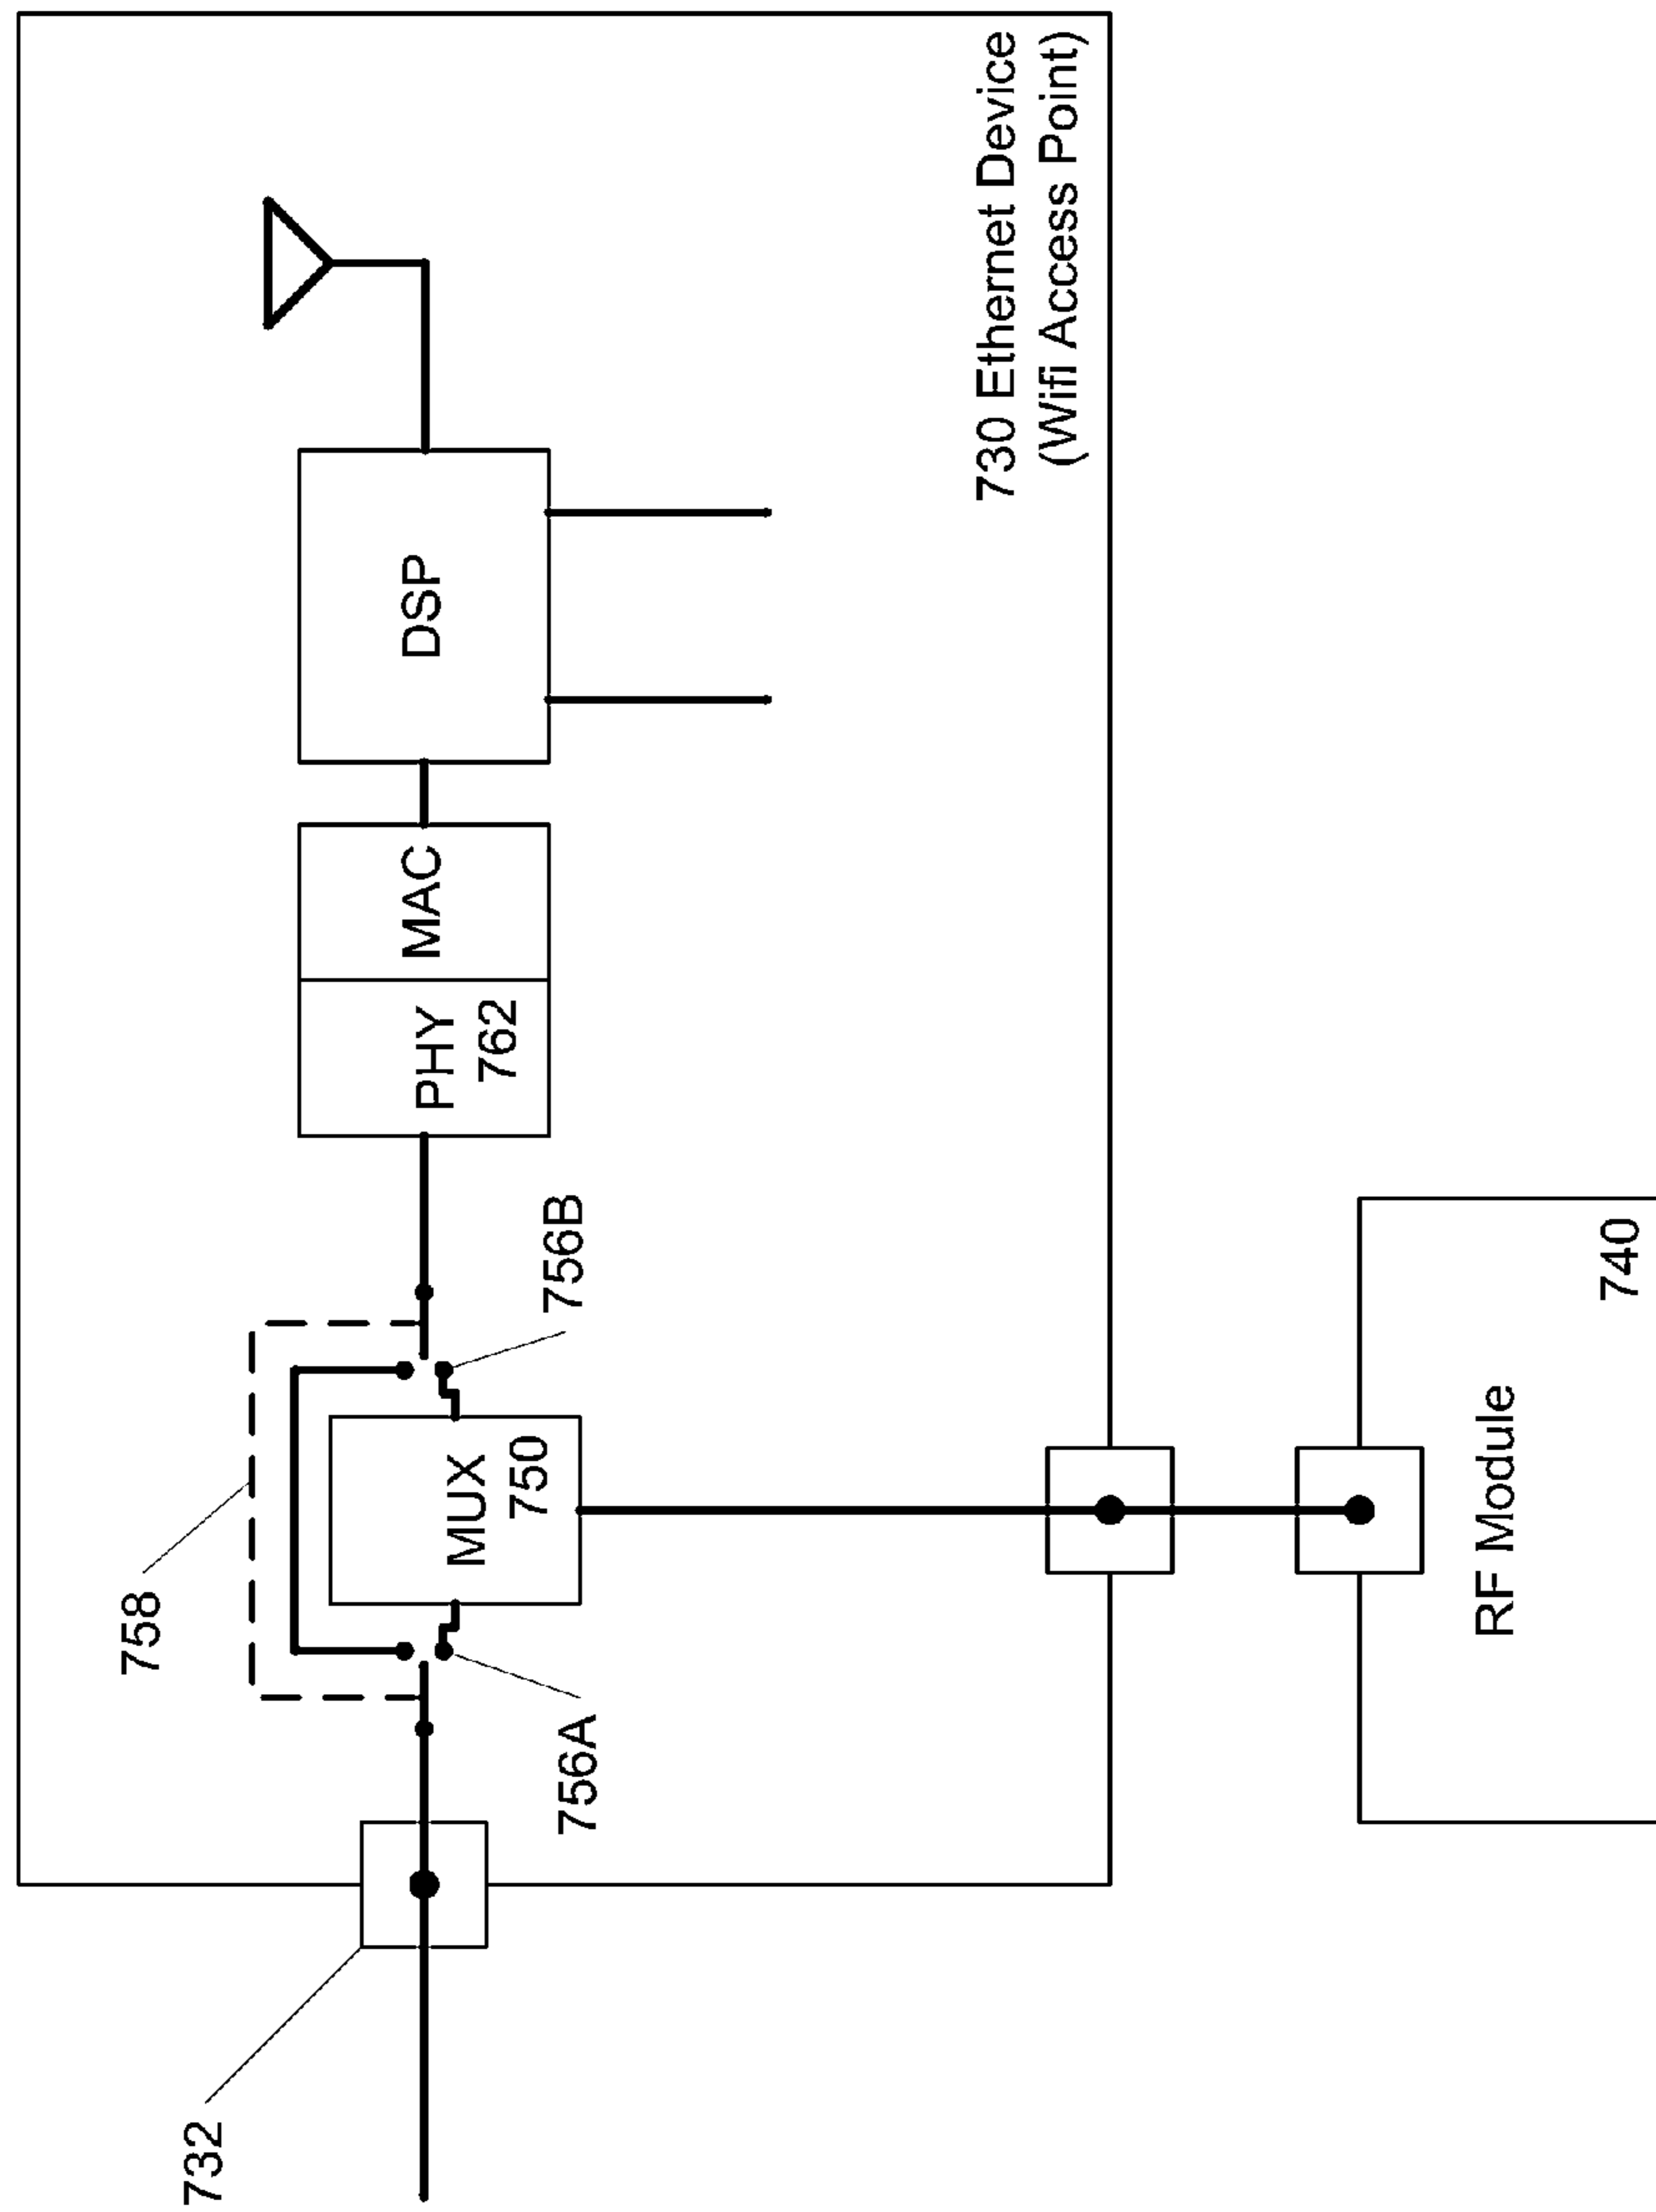 732
758
756A
756B
MUX
750
PHY
762
MAC
DSP
730 Ethernet Device
(Wifi Access Point)
RF Module
740